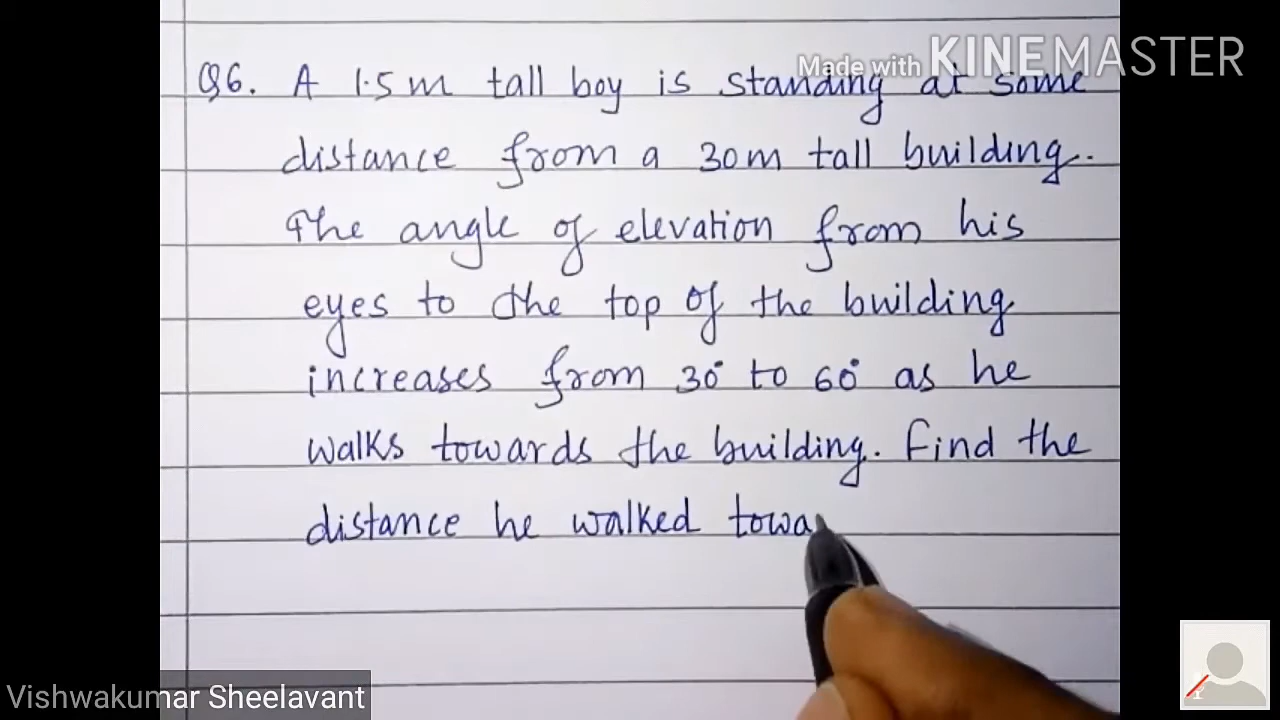 Made with KINEMASTER
Q6. A 1.5m tall boy is standing at some
distance from a 30m tall building.
The angle of elevation from his
eyes to the top of the building
increases from 30° to 60° as he
walks towards the building. Find the
distance he walked towa
Vishwakumar Sheelavant